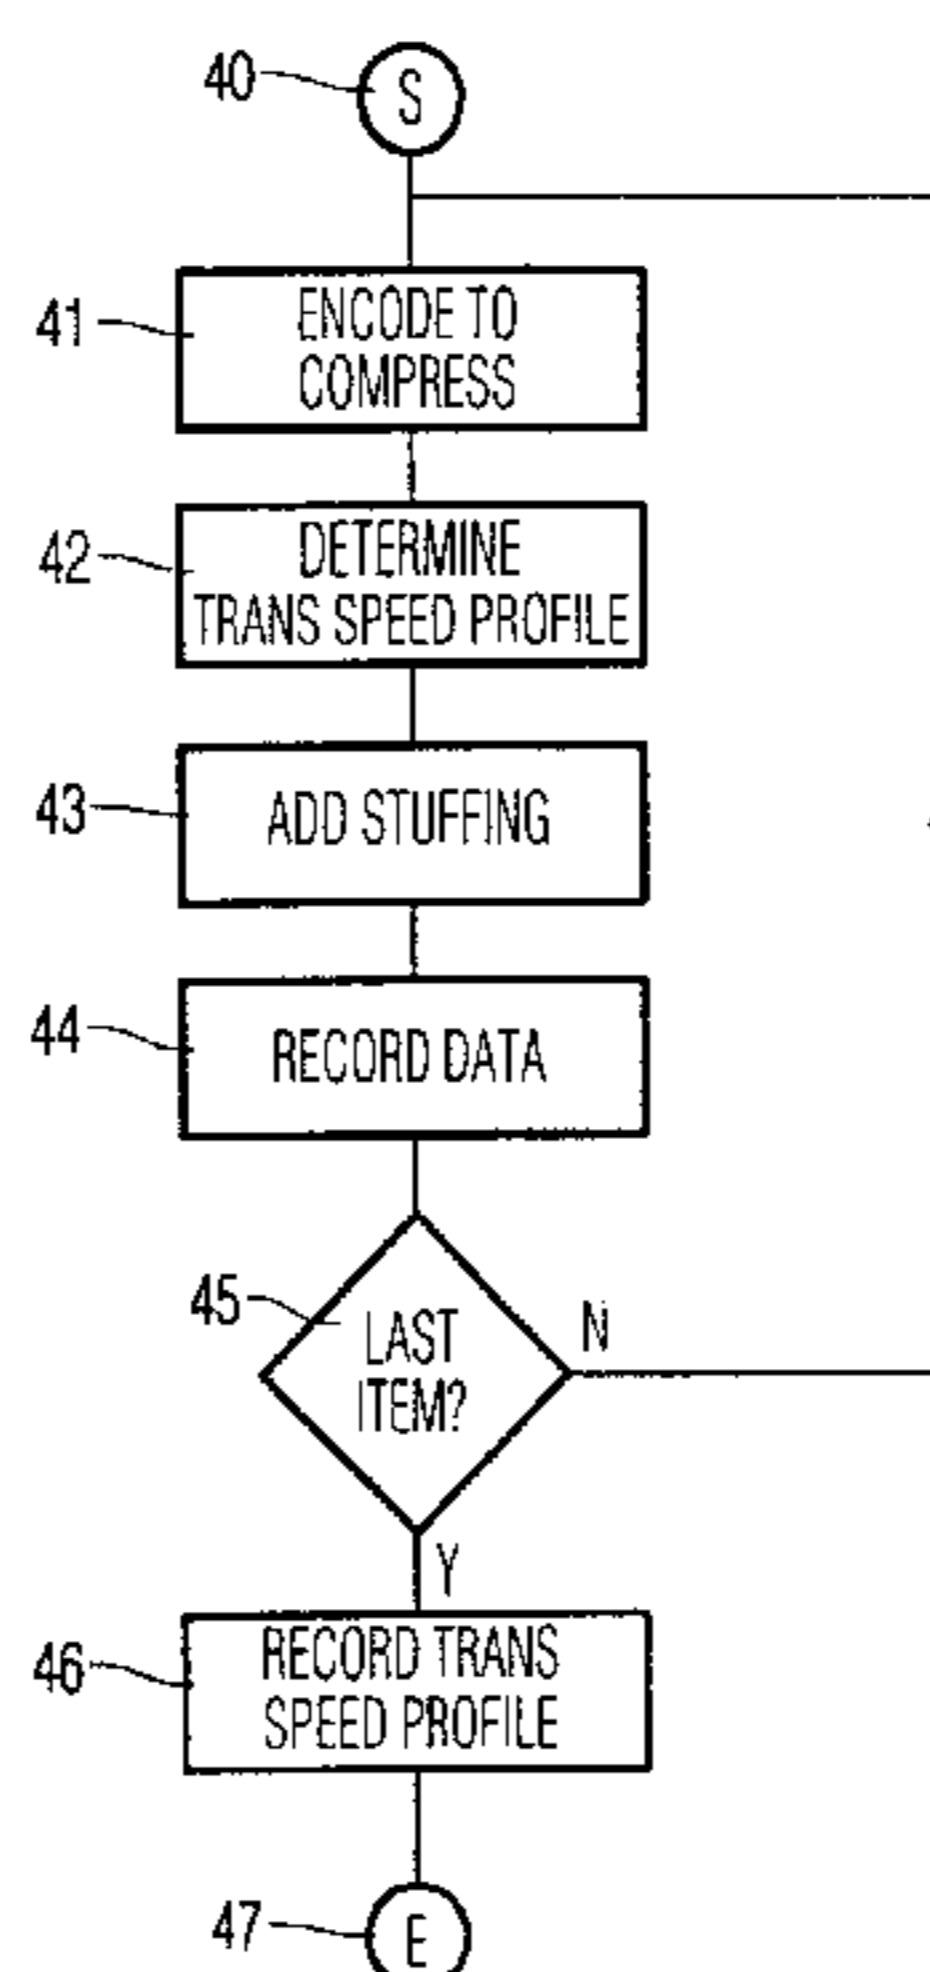 40
S
41
ENCODE TO
COMPRESS
42
DETERMINE
TRANS SPEED PROFILE
43
ADD STUFFING
44
RECORD DATA
45
LAST
ITEM?
N
Y
46
RECORD TRANS
SPEED PROFILE
47
E